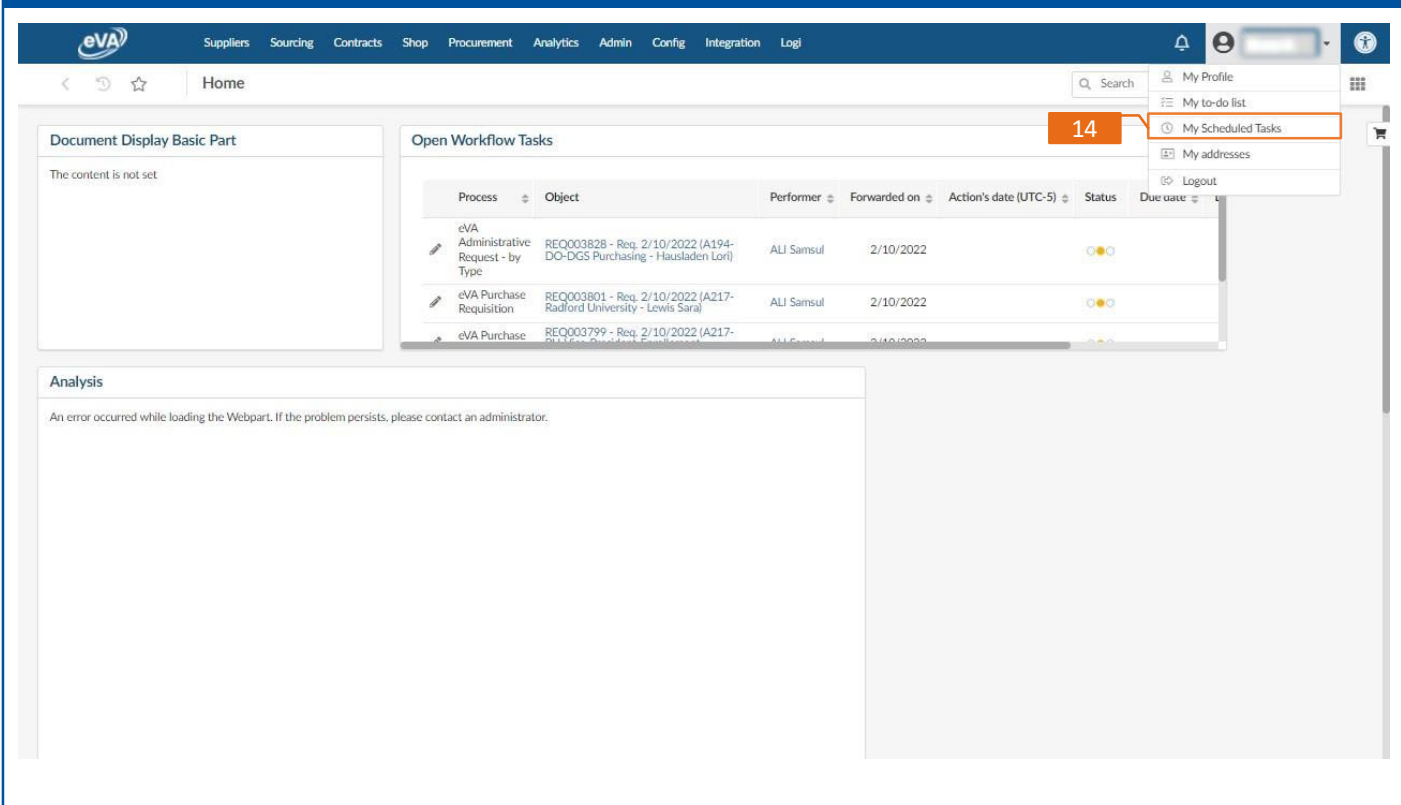 eVA Suppliers Sourcing Contracts Shop Procurement Analytics Admin Config Integration Logi
Home
Search
My Profile
My to-do list
14 My Scheduled Tasks
My addresses
Logout
Document Display Basic Part
The content is not set
Open Workflow Tasks
Process Object Performer Forwarded on Action's date (UTC-5) Status Due date
eVA
Administrative
Request - by
Type
REQ003828 - Req. 2/10/2022 (A194-
DO-DGS Purchasing - Hausladen Lori)
ALI Samsul 2/10/2022
eVA Purchase
Requisition
REQ003801 - Req. 2/10/2022 (A217-
Radford University - Lewis Sara)
ALI Samsul 2/10/2022
eVA Purchase
REQ003799 - Req. 2/10/2022 (A217-
Analysis
An error occurred while loading the Webpart. If the problem persists, please contact an administrator.